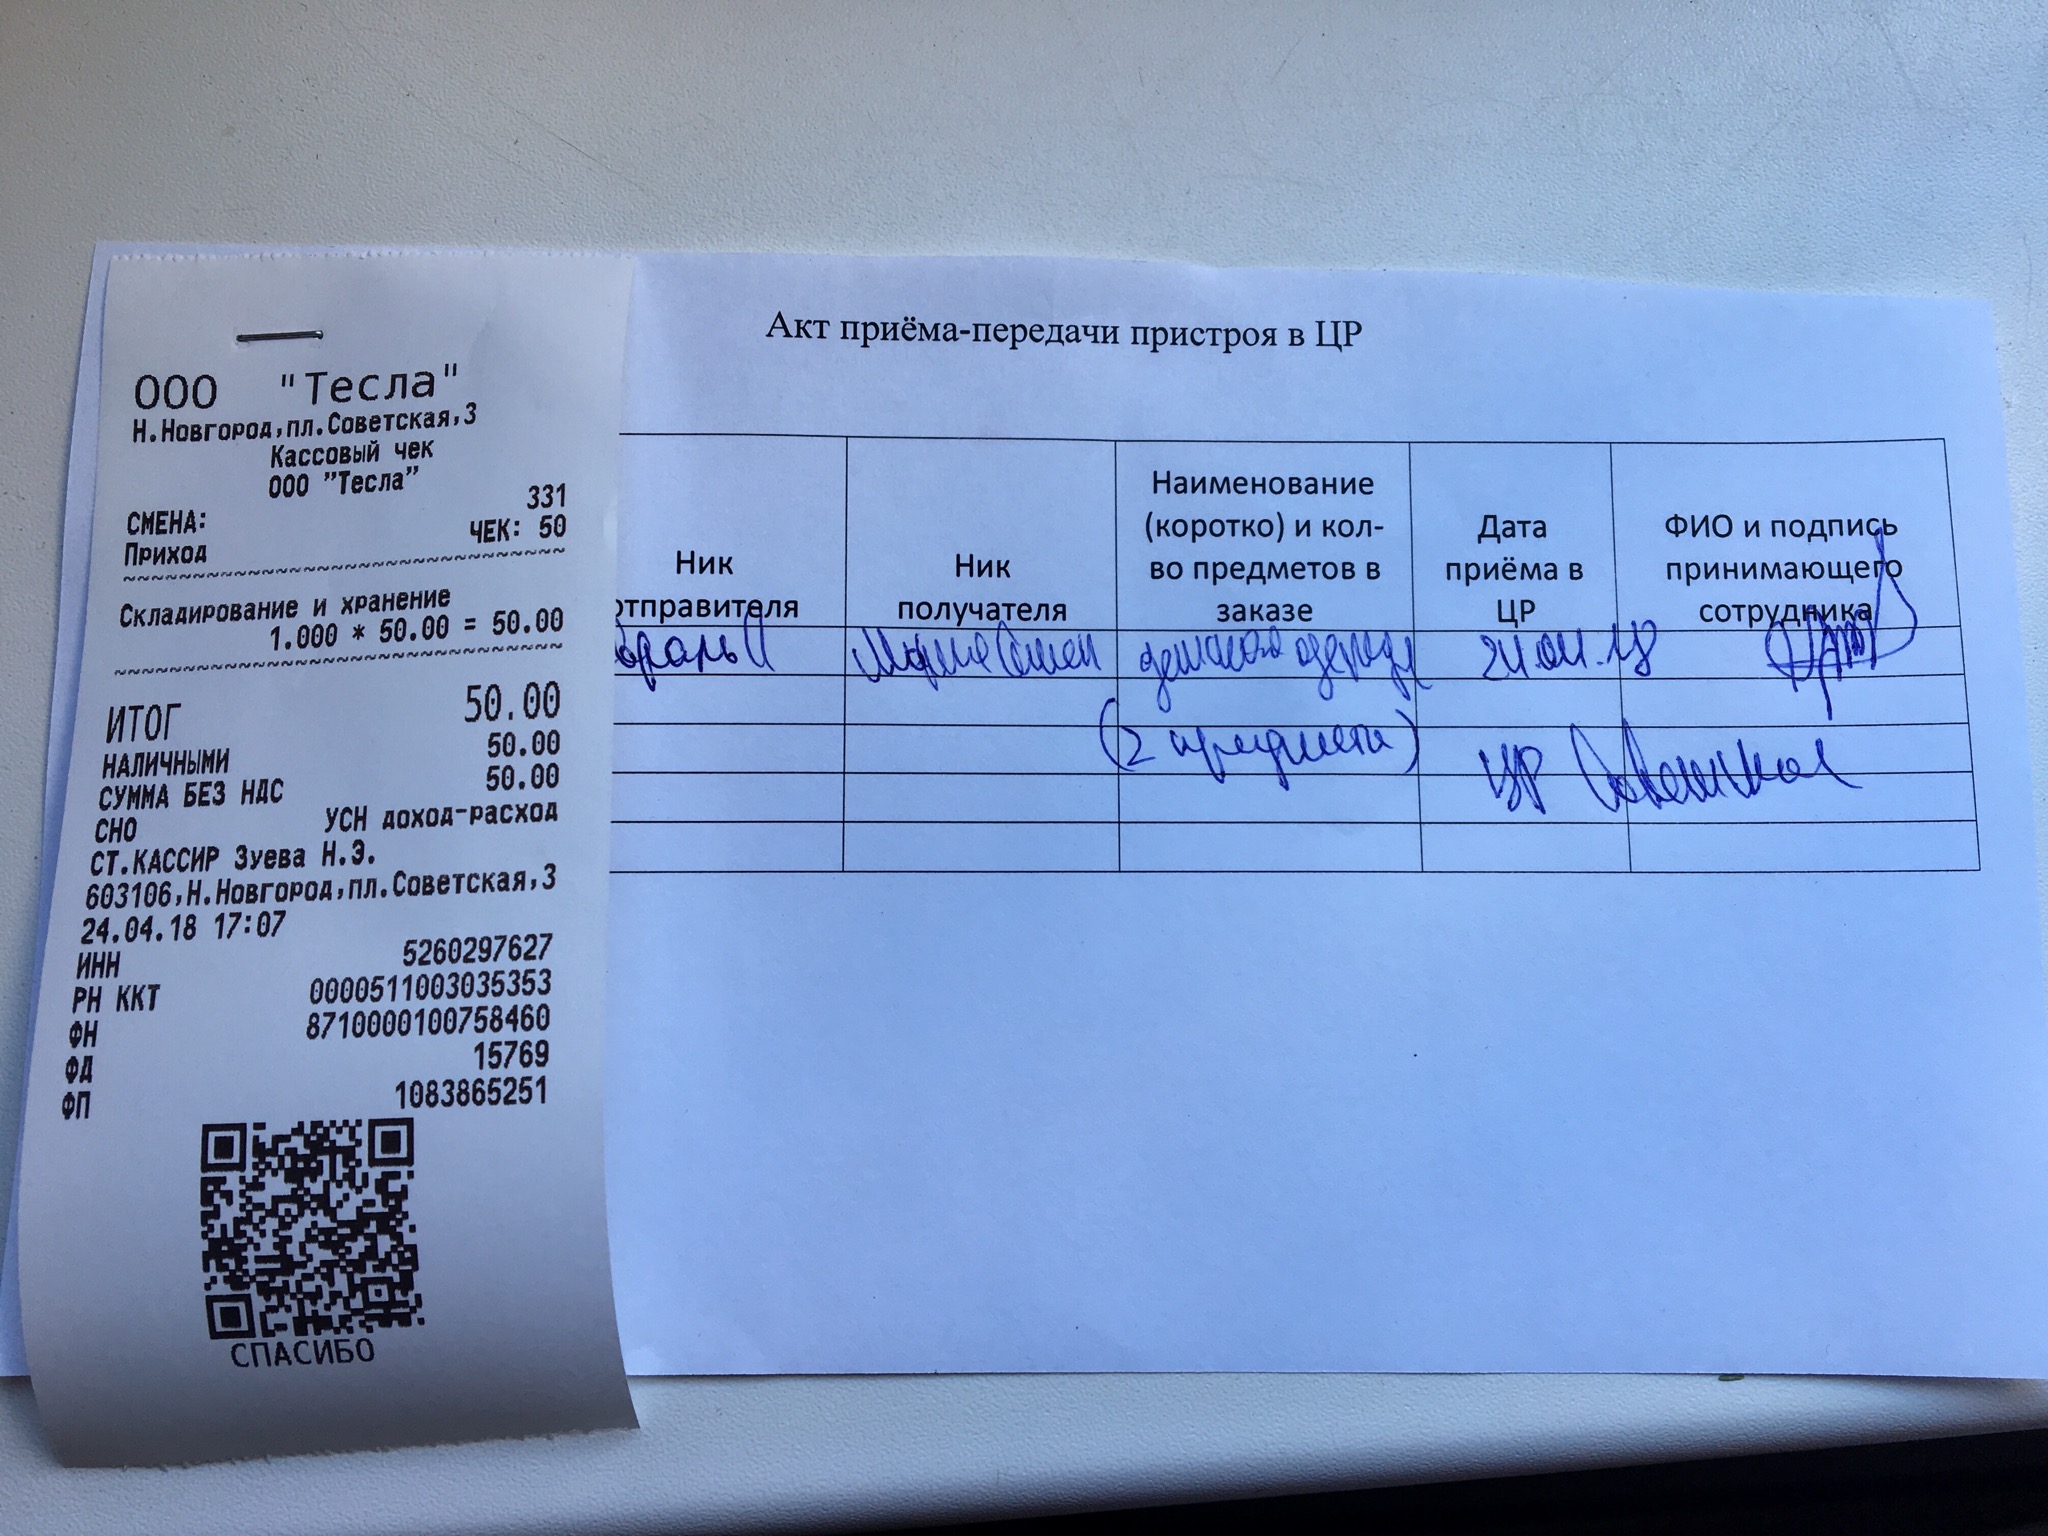 ООО "Тесла"
Н.Новгород,пл.Советская,3
Кассовый чек
ООО "Тесла"
СМЕНА: 331
Приход ЧЕК: 50
Складирование и хранение
1.000 * 50.00 = 50.00
ИТОГ 50.00
НАЛИЧНЫМИ 50.00
СУММА БЕЗ НДС 50.00
СНО УСН доход-расход
СТ.КАССИР Зуева Н.Э.
603106,Н.Новгород,пл.Советская,3
24.04.18 17:07
ИНН 5260297627
РН ККТ 0000511003035353
ФН 8710000100758460
ФД 15769
ФП 1083865251
СПАСИБО
Акт приёма-передачи пристроя в ЦР
Ник
отправителя
Ник
получателя
Наименование
(коротко) и кол-
во предметов в
заказе
Дата
приёма в
ЦР
ФИО и подпись
принимающего
сотрудника
детская одежда
24.04.18
(2 предмета)
ЦР Советская